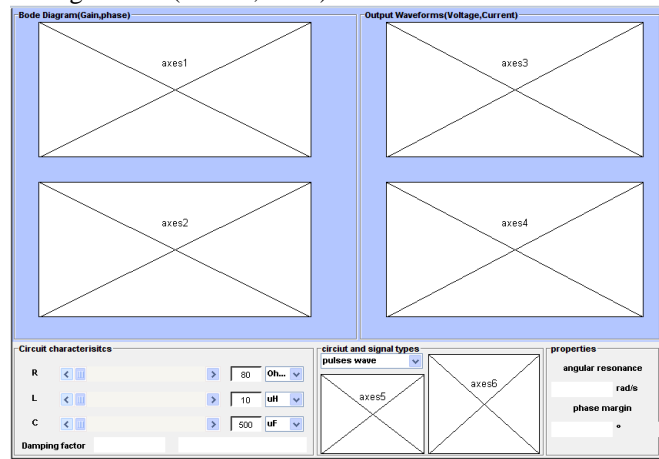 Bode Diagram(Gain,phase)
Output Waveforms(Voltage,Current)
axes1
axes3
axes2
axes4
Circuit characterisitcs
R
80
Oh...
L
10
uH
C
500
uF
Damping factor
circiut and signal types
pulses wave
axes5
axes6
properties
angular resonance
rad/s
phase margin
°